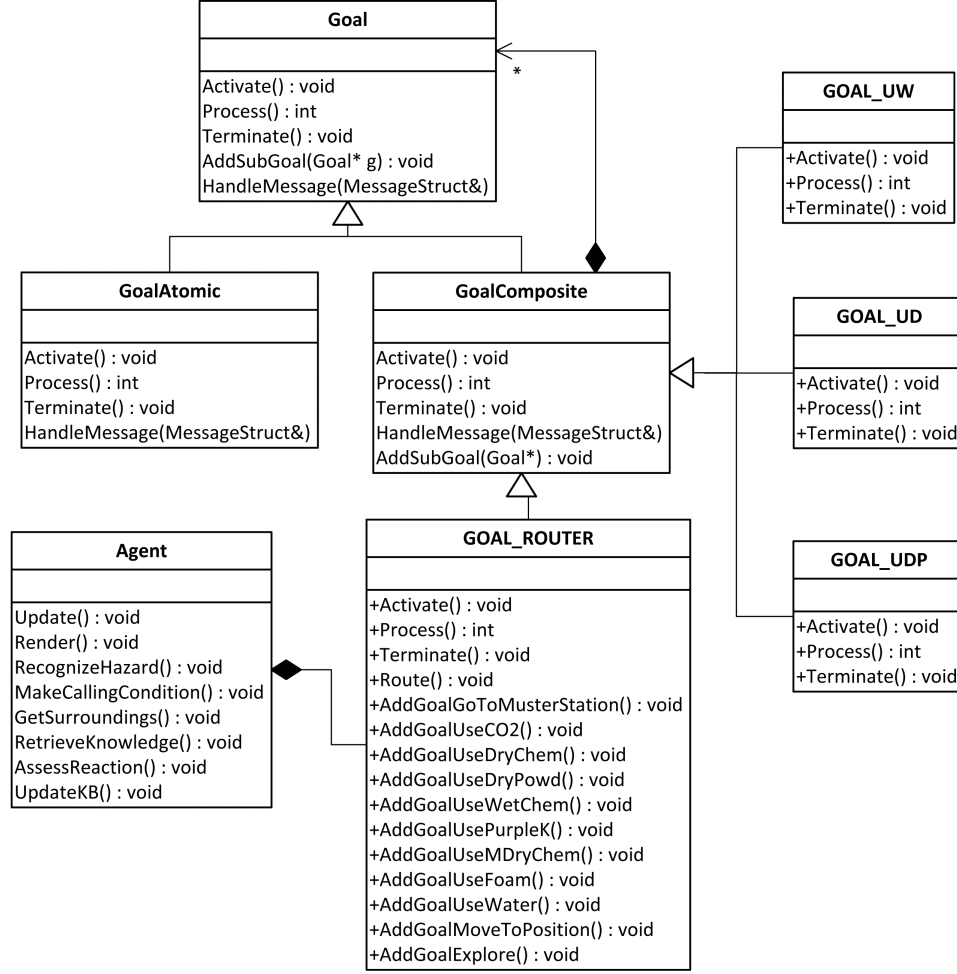 Goal
Activate() : void
Process() : int
Terminate() : void
AddSubGoal(Goal* g) : void
HandleMessage(MessageStruct&)
*
GoalAtomic
Activate() : void
Process() : int
Terminate() : void
HandleMessage(MessageStruct&)
GoalComposite
Activate() : void
Process() : int
Terminate() : void
HandleMessage(MessageStruct&)
AddSubGoal(Goal*) : void
GOAL_UW
+Activate() : void
+Process() : int
+Terminate() : void
GOAL_UD
+Activate() : void
+Process() : int
+Terminate() : void
GOAL_UDP
+Activate() : void
+Process() : int
+Terminate() : void
Agent
Update() : void
Render() : void
RecognizeHazard() : void
MakeCallingCondition() : void
GetSurroundings() : void
RetrieveKnowledge() : void
AssessReaction() : void
UpdateKB() : void
GOAL_ROUTER
+Activate() : void
+Process() : int
+Terminate() : void
+Route() : void
+AddGoalGoToMusterStation() : void
+AddGoalUseCO2() : void
+AddGoalUseDryChem() : void
+AddGoalUseDryPowd() : void
+AddGoalUseWetChem() : void
+AddGoalUsePurpleK() : void
+AddGoalUseMDryChem() : void
+AddGoalUseFoam() : void
+AddGoalUseWater() : void
+AddGoalMoveToPosition() : void
+AddGoalExplore() : void